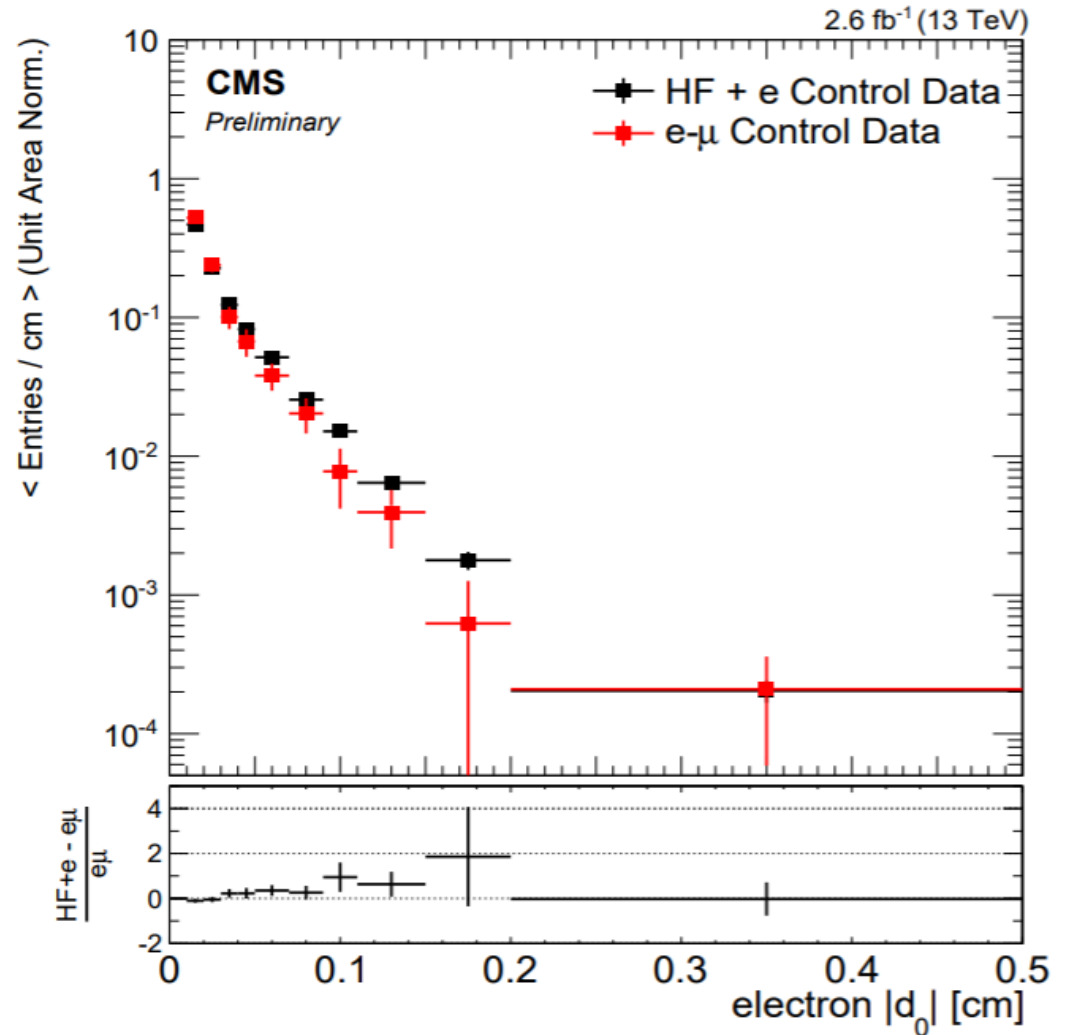 2.6 fb⁻¹ (13 TeV)
< Entries / cm > (Unit Area Norm.)
CMS
Preliminary
HF + e Control Data
e-μ Control Data
10
1
10⁻¹
10⁻²
10⁻³
10⁻⁴
HF+e - eμ
eμ
4
2
0
-2
0 0.1 0.2 0.3 0.4 0.5
electron |d₀| [cm]